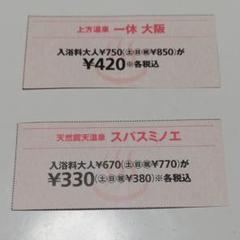 上方温泉 一休 大阪
入浴料大人¥750(土日祝¥850)が
¥420※各税込
天然露天温泉 スパスミノエ
入浴料大人¥670(土日祝¥770)が
¥330(土日祝¥380)※各税込